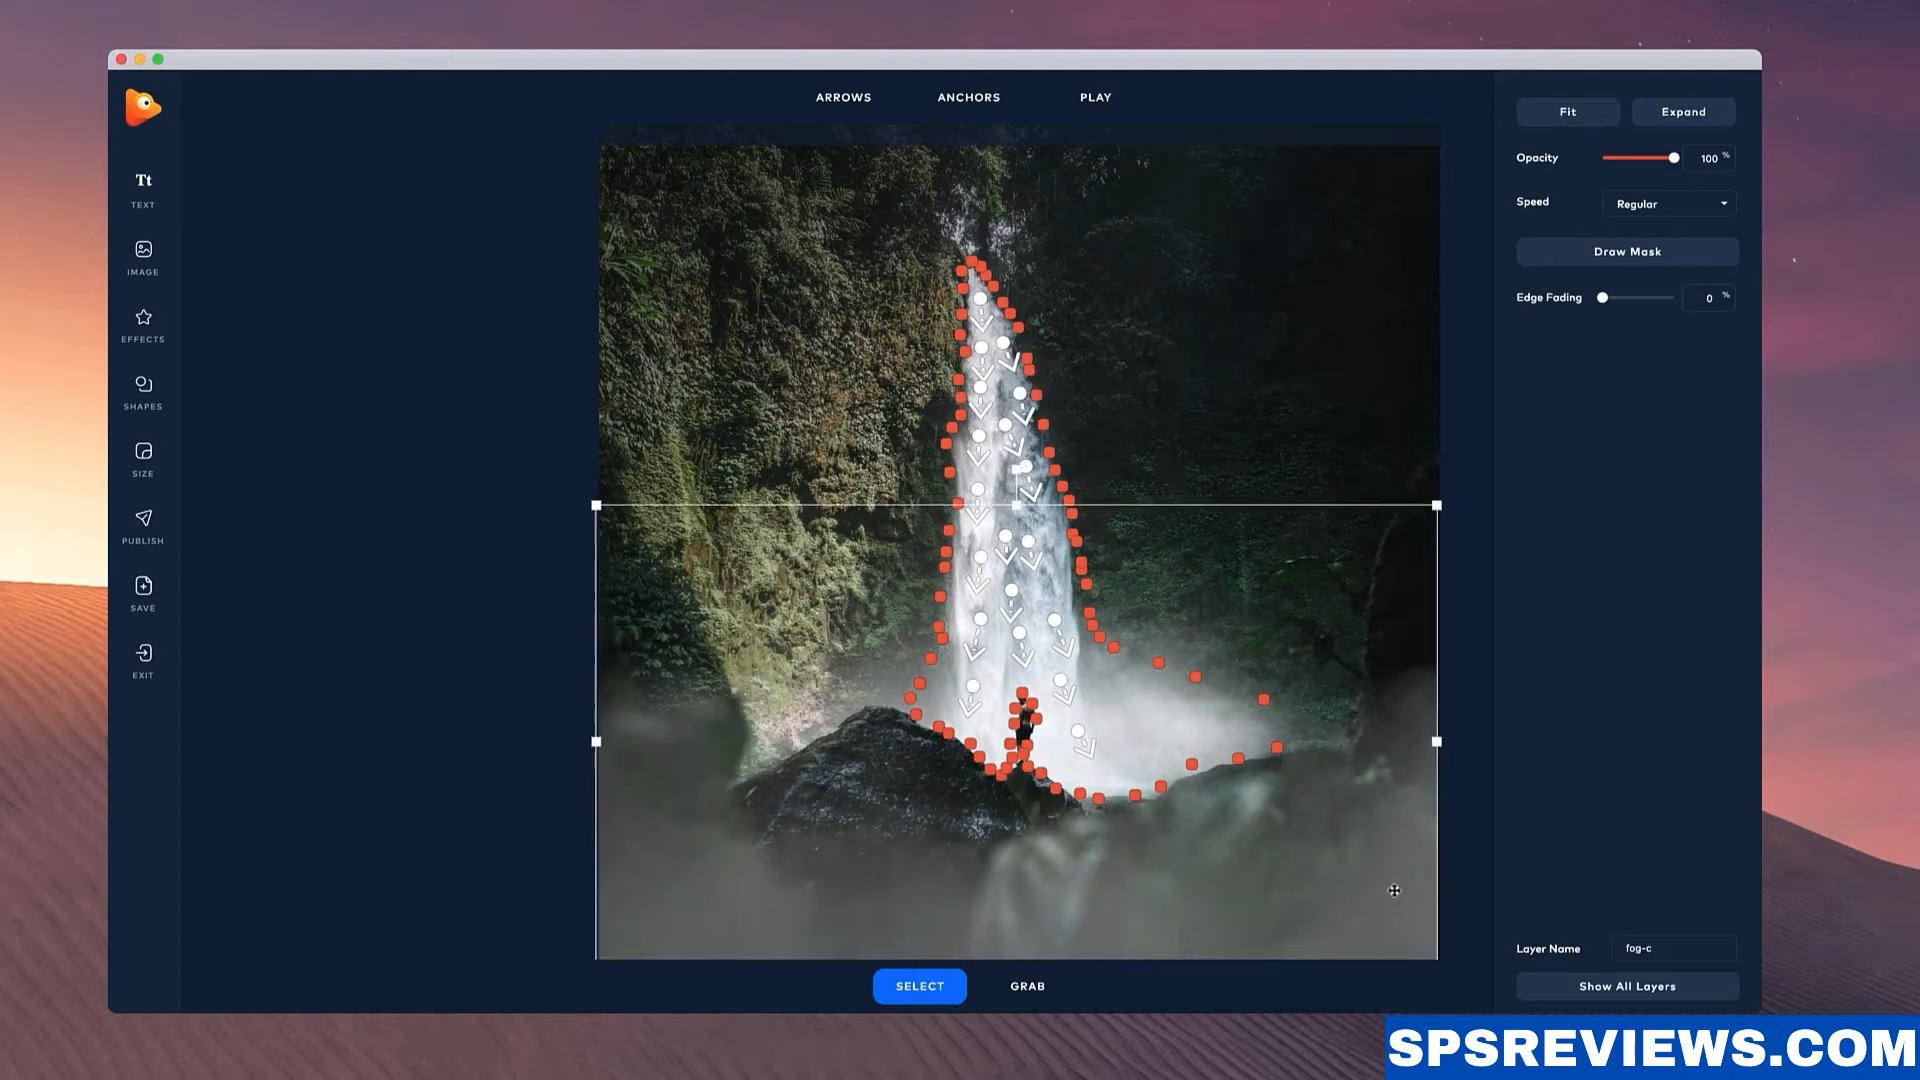 ARROWS ANCHORS PLAY
Fit Expand
Tt
TEXT
Opacity 100 %
Speed Regular
IMAGE
Draw Mask
Edge Fading 0 %
EFFECTS
SHAPES
SIZE
PUBLISH
SAVE
EXIT
Layer Name fog-c
SELECT GRAB
Show All Layers
SPSREVIEWS.COM